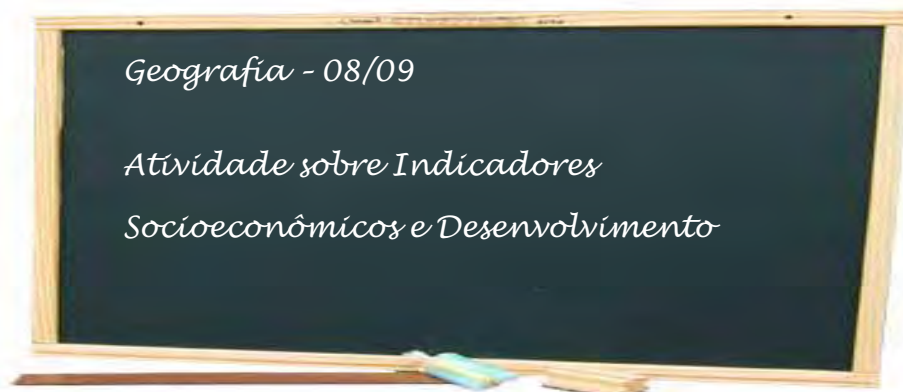 Geografia - 08/09
Atividade sobre Indicadores
Socioeconômicos e Desenvolvimento